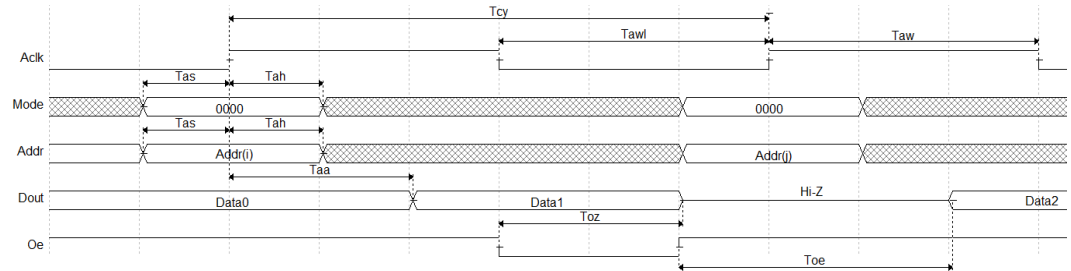 Tcy
Tawl Taw
Aclk
Tas Tah
Mode 0000 0000
Tas Tah
Addr Addr(i) Addr(j)
Taa
Dout Data0 Data1 Hi-Z Data2
Toz
Oe
Toe